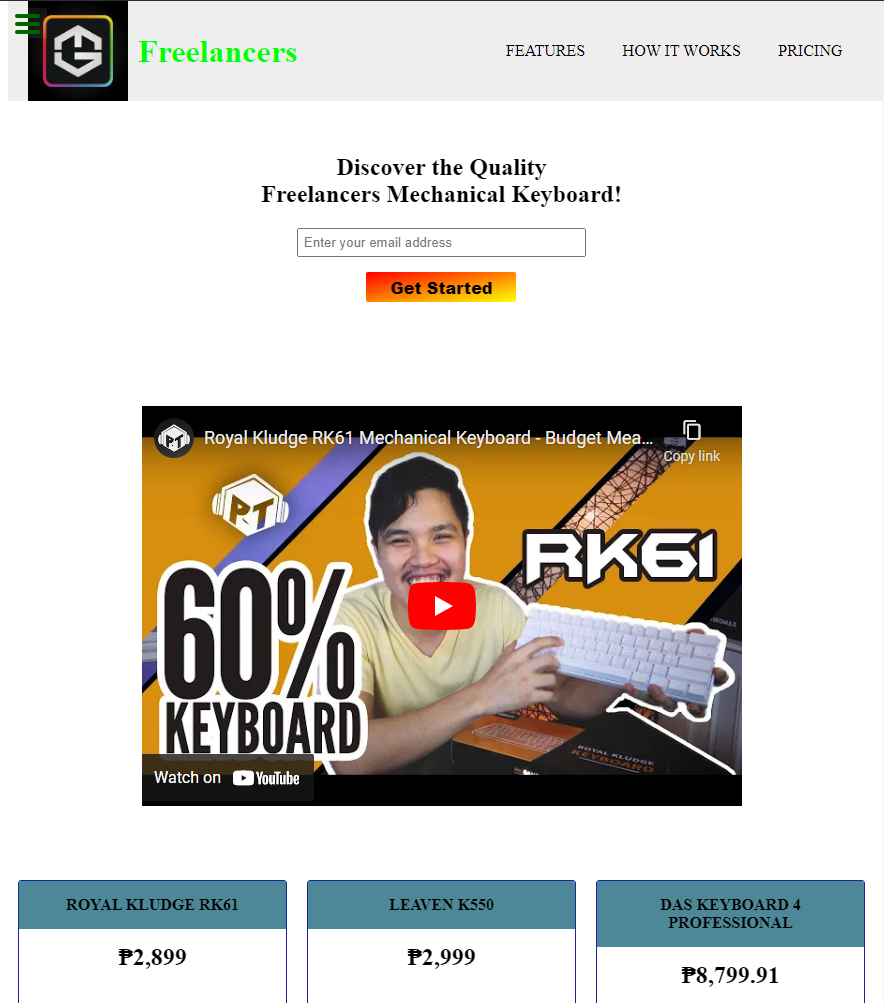 Freelancers
FEATURES
HOW IT WORKS
PRICING
Discover the Quality
Freelancers Mechanical Keyboard!
Enter your email address
Get Started
PT
Royal Kludge RK61 Mechanical Keyboard - Budget Mea...
Copy link
PT
RK61
60%
KEYBOARD
ROYAL KLUDGE
KEYBOARD
Watch on YouTube
ROYAL KLUDGE RK61
₱2,899
LEAVEN K550
₱2,999
DAS KEYBOARD 4
PROFESSIONAL
₱8,799.91